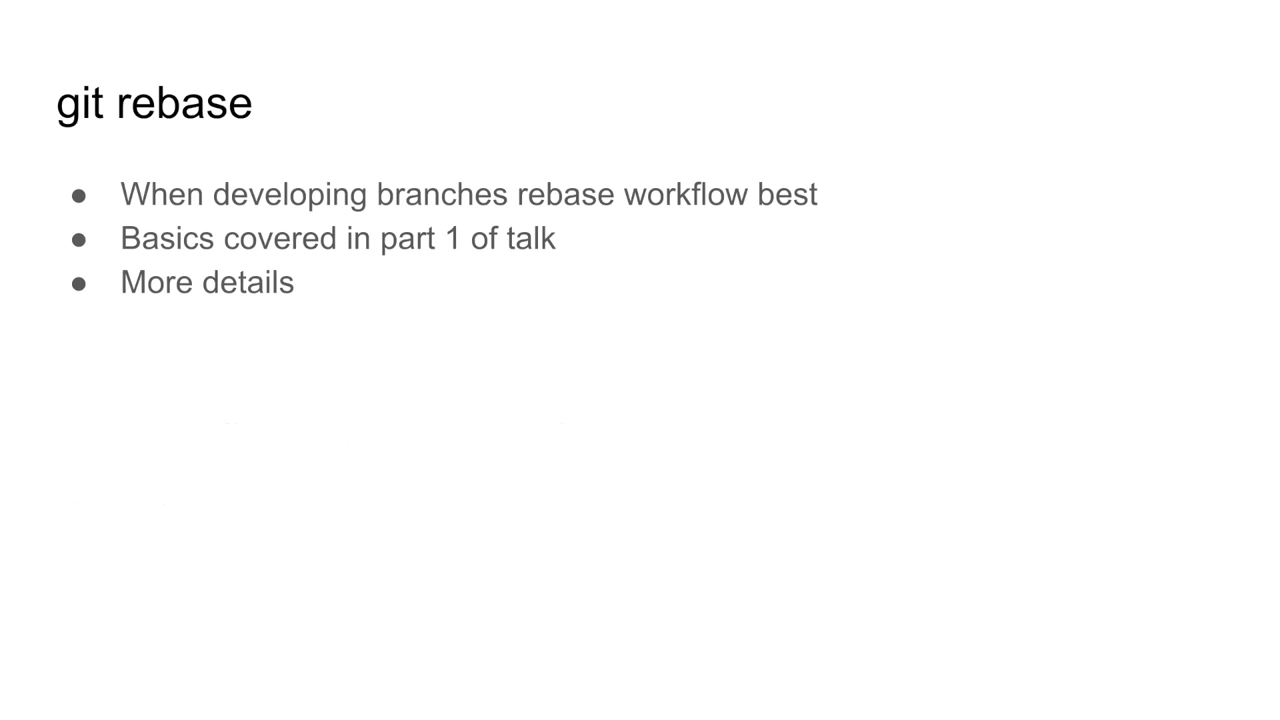 git rebase
● When developing branches rebase workflow best
● Basics covered in part 1 of talk
● More details